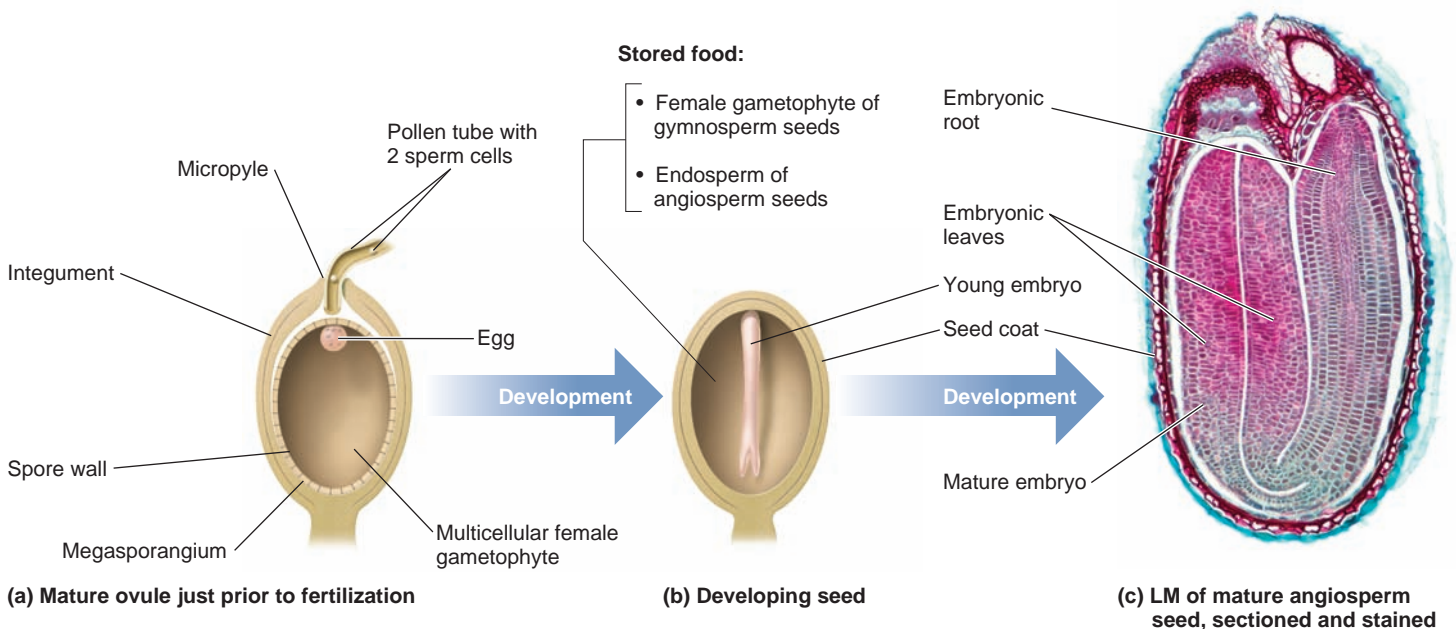 Stored food:
• Female gametophyte of
gymnosperm seeds
• Endosperm of
angiosperm seeds
Pollen tube with
2 sperm cells
Micropyle
Integument
Egg
Spore wall
Megasporangium
Multicellular female
gametophyte
Development
Young embryo
Seed coat
Development
Embryonic
root
Embryonic
leaves
Mature embryo
(a) Mature ovule just prior to fertilization
(b) Developing seed
(c) LM of mature angiosperm
seed, sectioned and stained